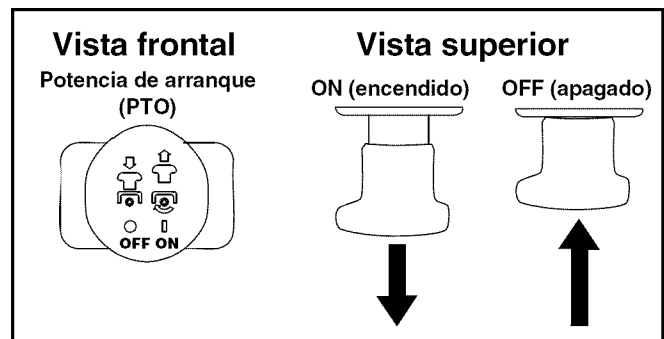 Vista frontal
Potencia de arranque
(PTO)
OFF ON
Vista superior
ON (encendido)
OFF (apagado)